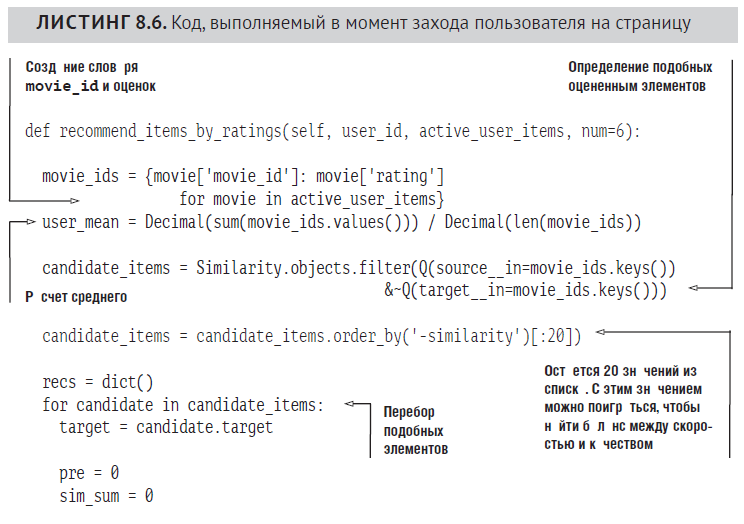 ЛИСТИНГ 8.6. Код, выполняемый в момент захода пользователя на страницу
Созд ние слов ря
movie_id и оценок
Определение подобных
оцененным элементов
def recommend_items_by_ratings(self, user_id, active_user_items, num=6):
movie_ids = {movie['movie_id']: movie['rating']
for movie in active_user_items}
user_mean = Decimal(sum(movie_ids.values())) / Decimal(len(movie_ids))
candidate_items = Similarity.objects.filter(Q(source__in=movie_ids.keys())
&~Q(target__in=movie_ids.keys()))
Р счет среднего
candidate_items = candidate_items.order_by('-similarity')[:20])
Ост ется 20 зн чений из
списк . С этим зн чением
можно поигр ться, чтобы
н йти б л нс между скоро-
стью и к чеством
recs = dict()
for candidate in candidate_items:
target = candidate.target
Перебор
подобных
элементов
pre = 0
sim_sum = 0